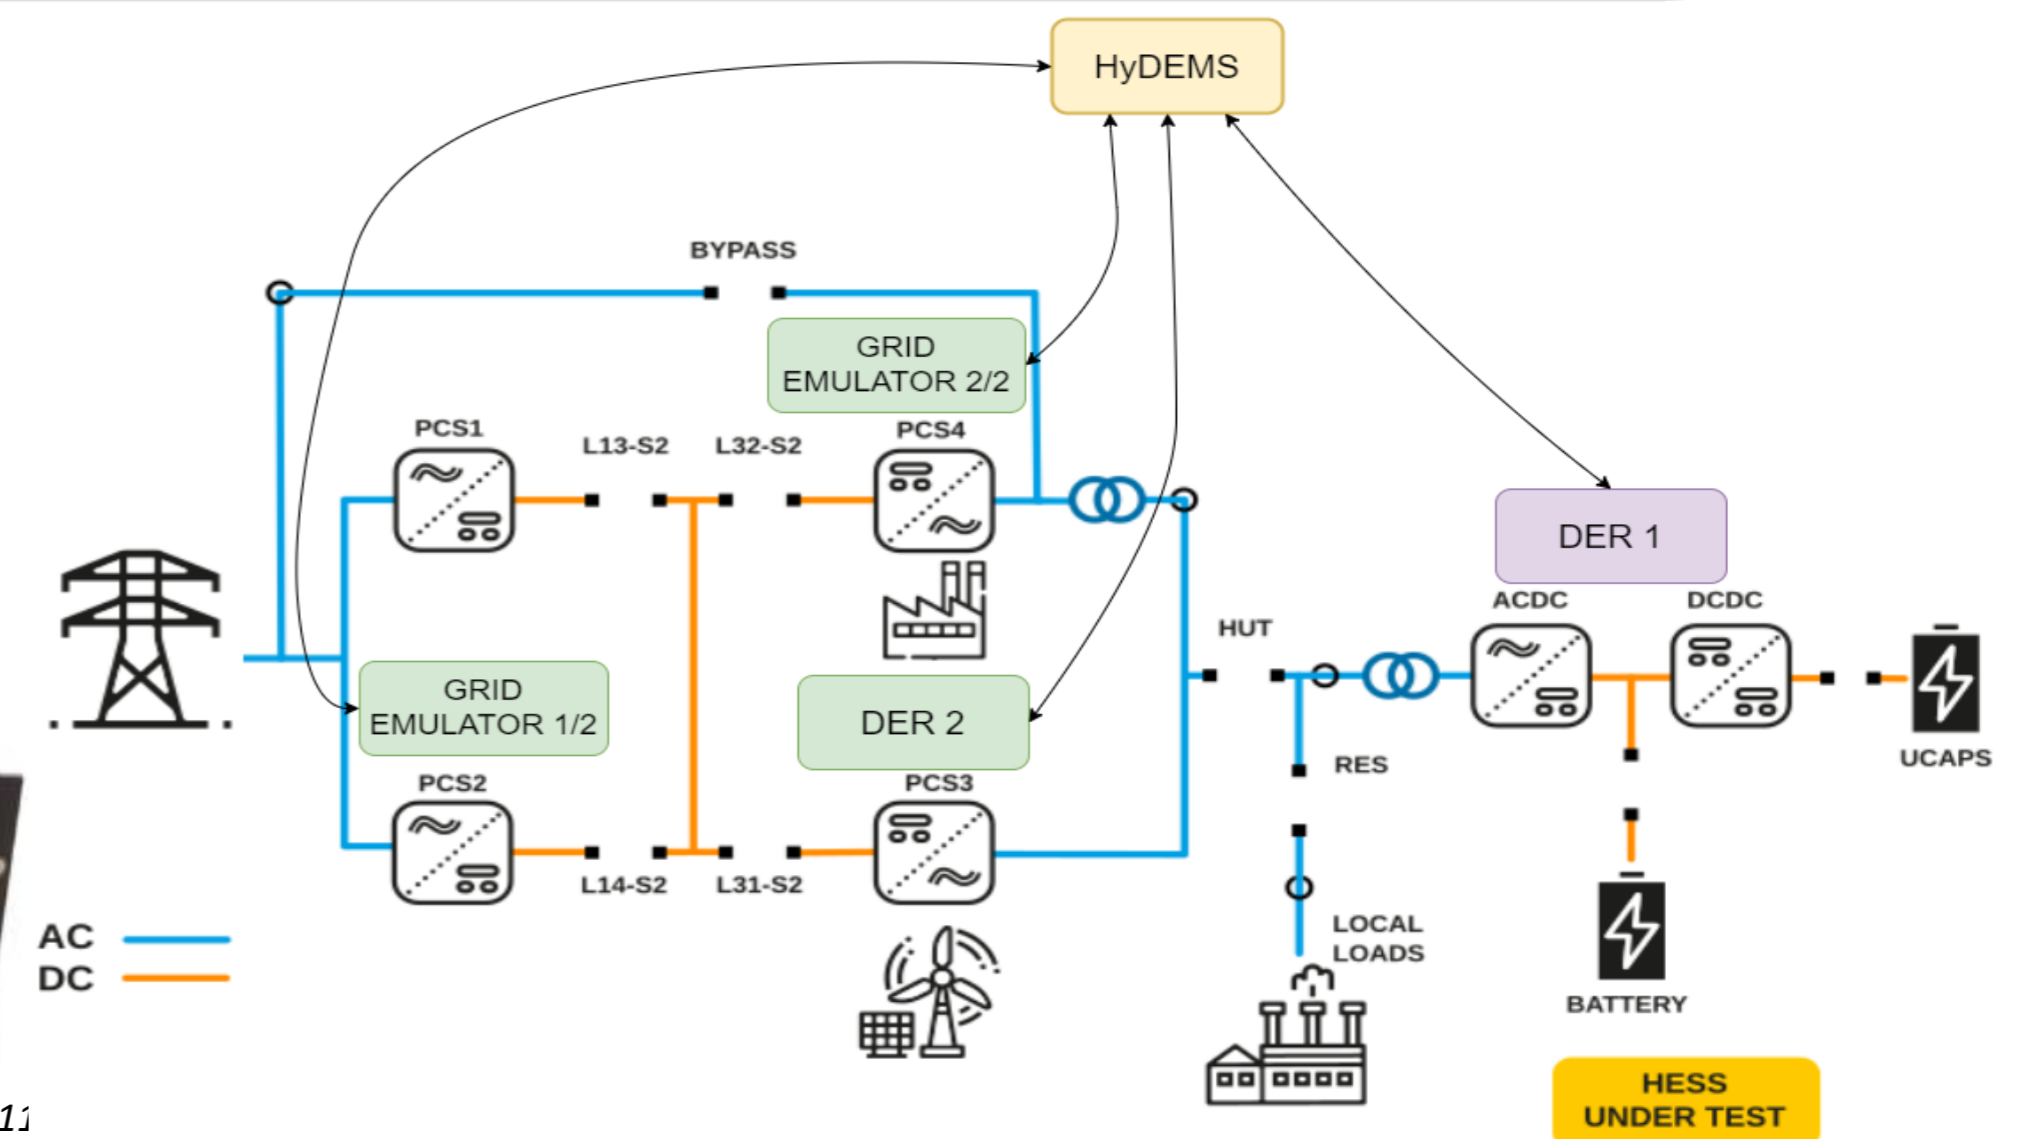 HyDEMS
BYPASS
GRID
EMULATOR 2/2
PCS1
L13-S2
L32-S2
PCS4
DER 1
ACDC
DCDC
HUT
GRID
EMULATOR 1/2
DER 2
UCAPS
RES
PCS2
PCS3
L14-S2
L31-S2
AC
DC
LOCAL
LOADS
BATTERY
HESS
UNDER TEST
11